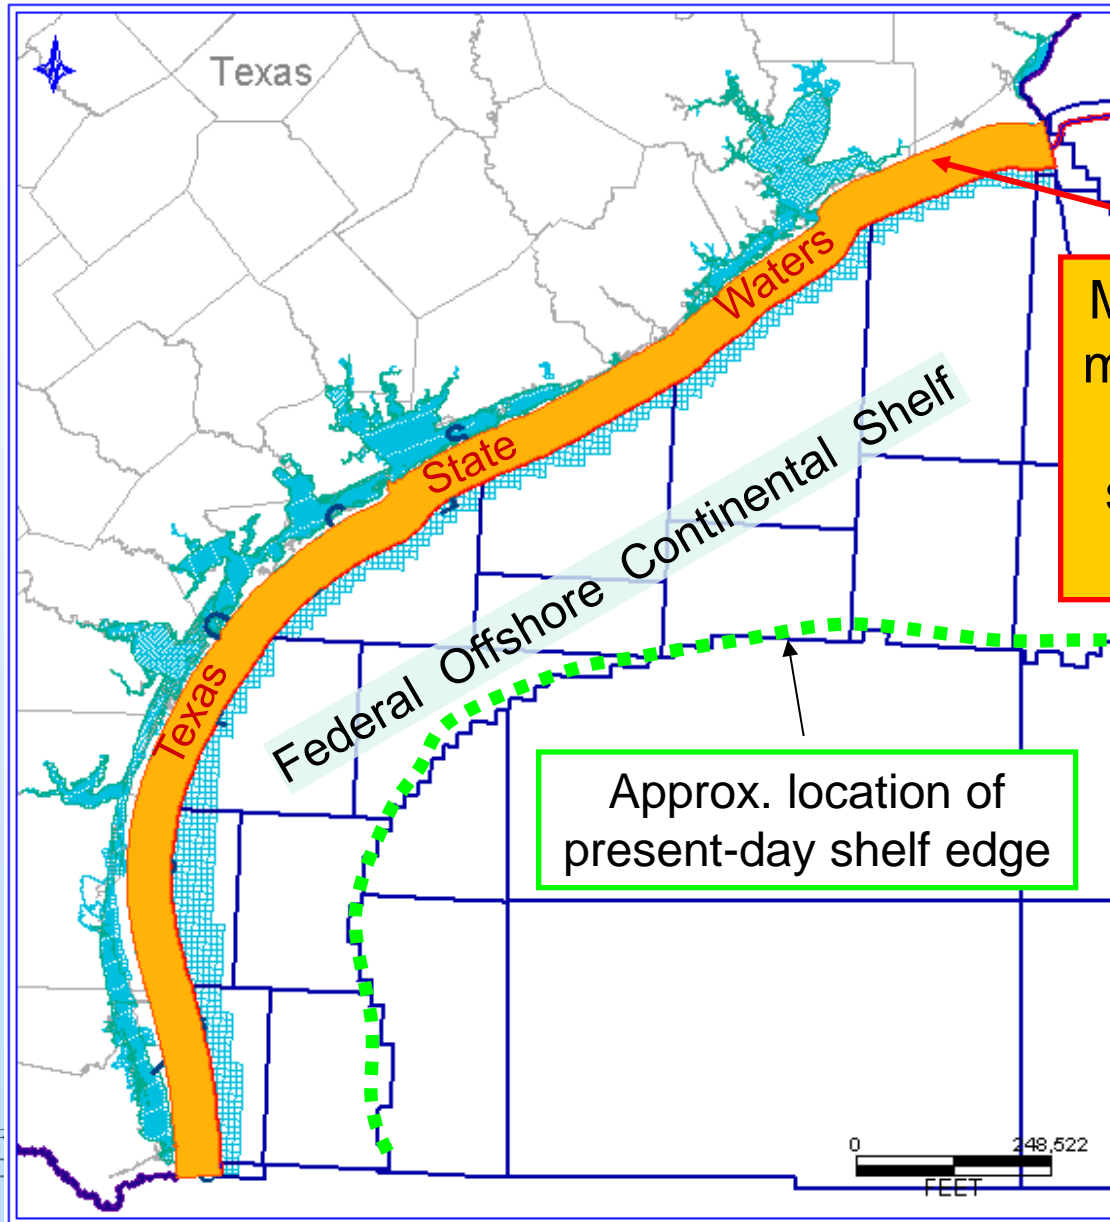 Texas
Texas State Waters
M
m
s
Federal Offshore Continental Shelf
Approx. location of
present-day shelf edge
0 248,522
FEET